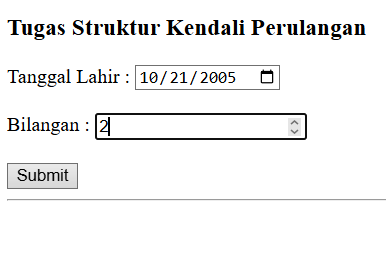 Tugas Struktur Kendali Perulangan
Tanggal Lahir : 10/21/2005
Bilangan : 2
Submit